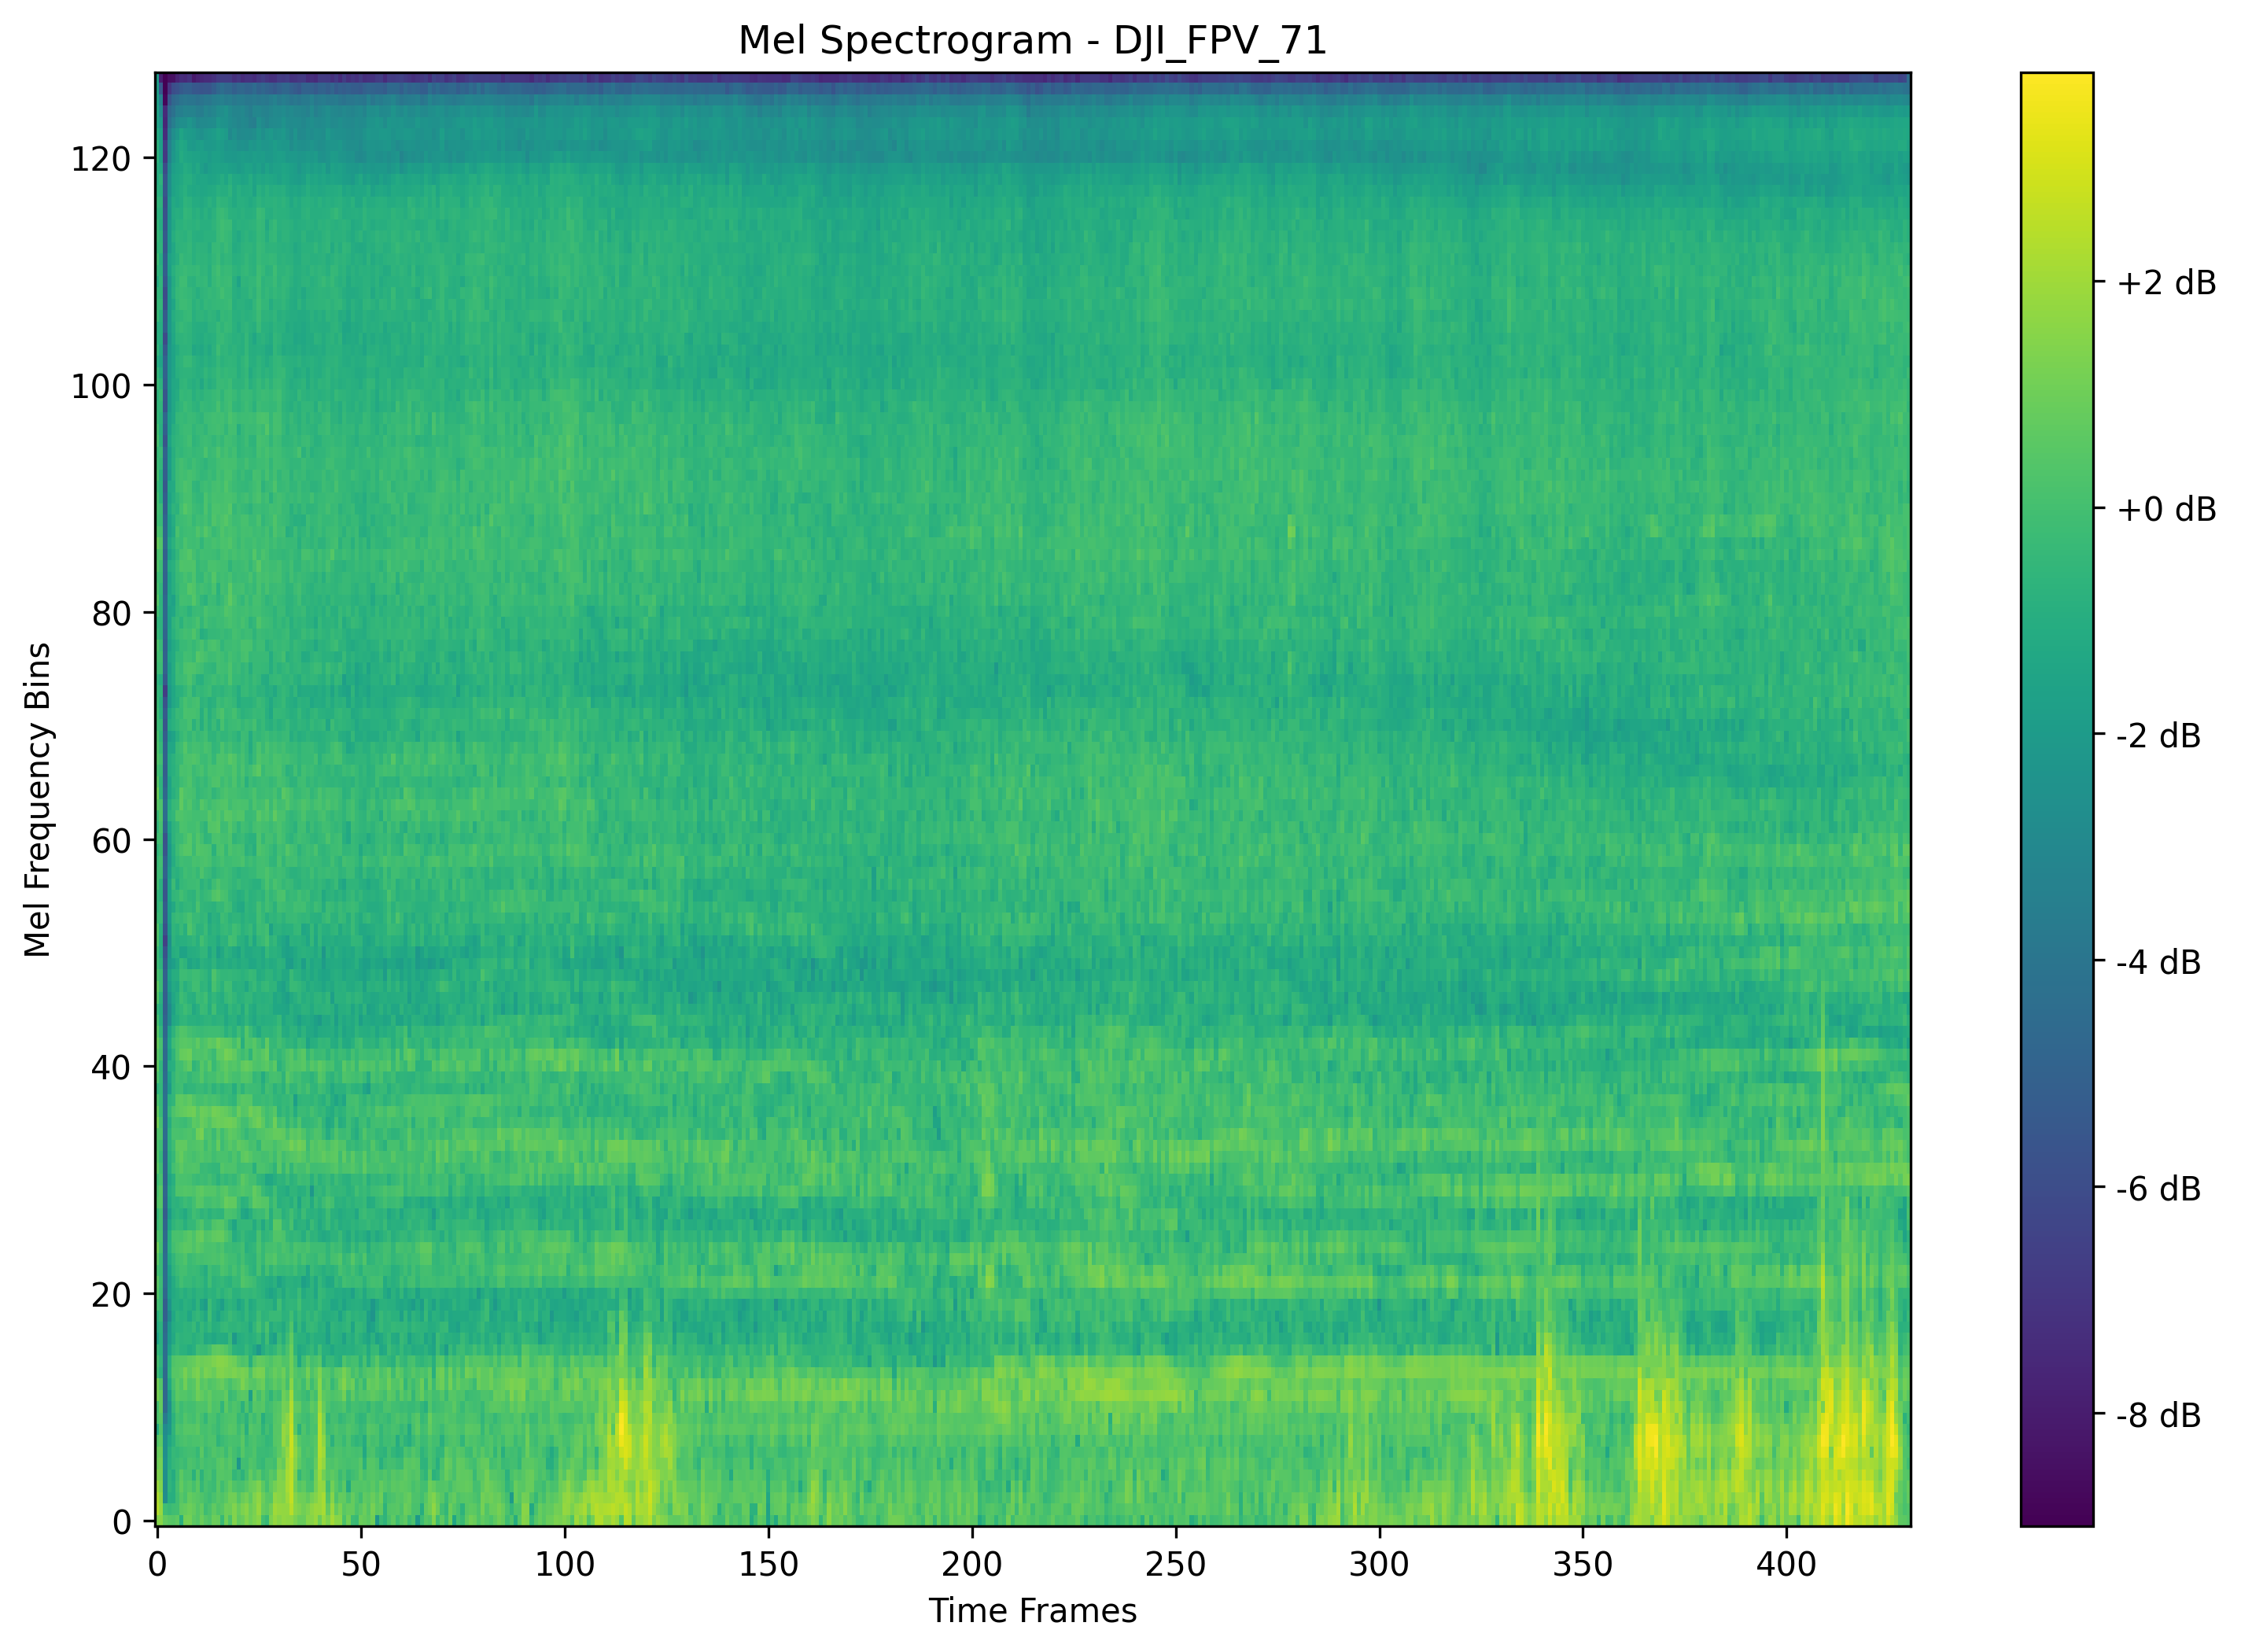 Mel Spectrogram - DJI_FPV_71
Mel Frequency Bins
120
100
80
60
40
20
0
0 50 100 150 200 250 300 350 400
Time Frames
+2 dB
+0 dB
-2 dB
-4 dB
-6 dB
-8 dB